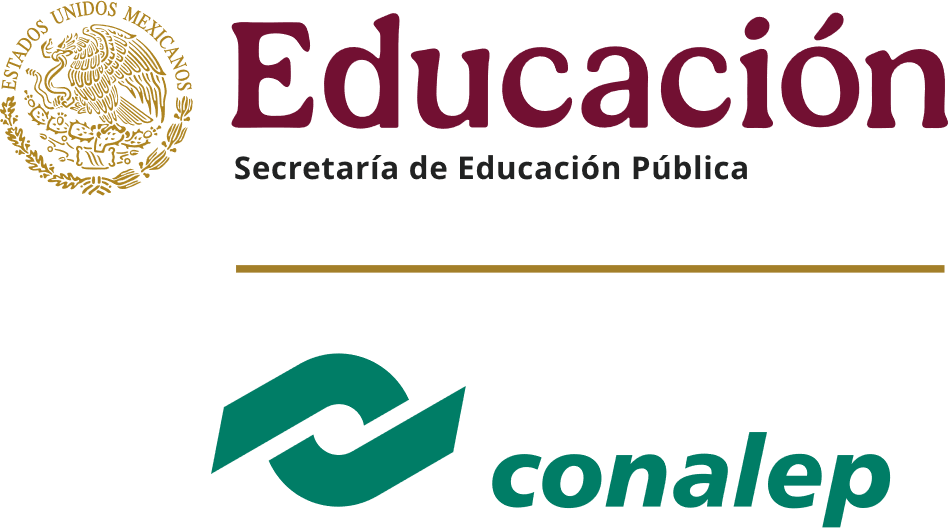 ESTADOS UNIDOS MEXICANOS
Educación
Secretaría de Educación Pública
conalep